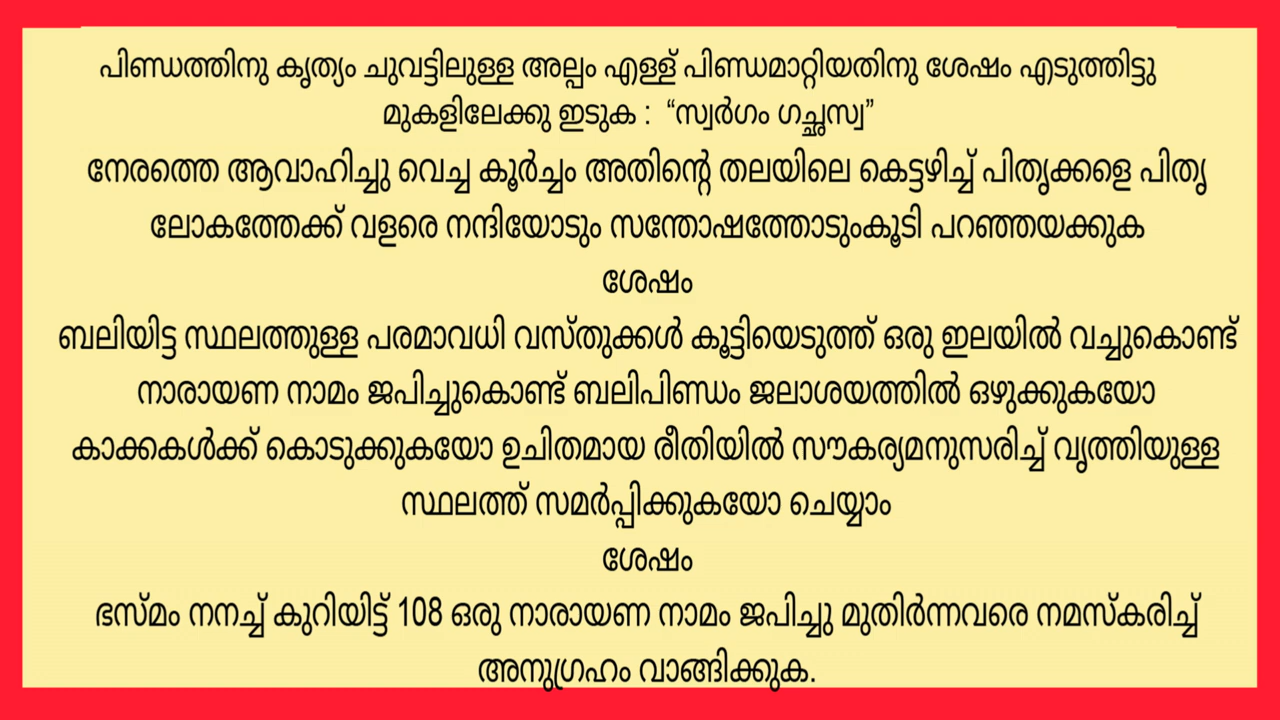 പിണ്ഡത്തിനു കൃത്യം ചുവട്ടിലുള്ള അല്പം എള്ള് പിണ്ഡമാറ്റിയതിനു ശേഷം എടുത്തിട്ടു
മുകളിലേക്കു ഇടുക : “സ്വർഗം ഗച്ഛസ്വ”
നേരത്തെ ആവാഹിച്ചു വെച്ച കൂർച്ചം അതിന്റെ തലയിലെ കെട്ടഴിച്ച് പിതൃക്കളെ പിതൃ
ലോകത്തേക്ക് വളരെ നന്ദിയോടും സന്തോഷത്തോടുംകൂടി പറഞ്ഞയക്കുക
ശേഷം
ബലിയിട്ട സ്ഥലത്തുള്ള പരമാവധി വസ്തുക്കൾ കൂട്ടിയെടുത്ത് ഒരു ഇലയിൽ വച്ചുകൊണ്ട്
നാരായണ നാമം ജപിച്ചുകൊണ്ട് ബലിപിണ്ഡം ജലാശയത്തിൽ ഒഴുക്കുകയോ
കാക്കകൾക്ക് കൊടുക്കുകയോ ഉചിതമായ രീതിയിൽ സൗകര്യമനുസരിച്ച് വൃത്തിയുള്ള
സ്ഥലത്ത് സമർപ്പിക്കുകയോ ചെയ്യാം
ശേഷം
ഭസ്മം നനച്ച് കുറിയിട്ട് 108 ഒരു നാരായണ നാമം ജപിച്ചു മുതിർന്നവരെ നമസ്കരിച്ച്
അനുഗ്രഹം വാങ്ങിക്കുക.